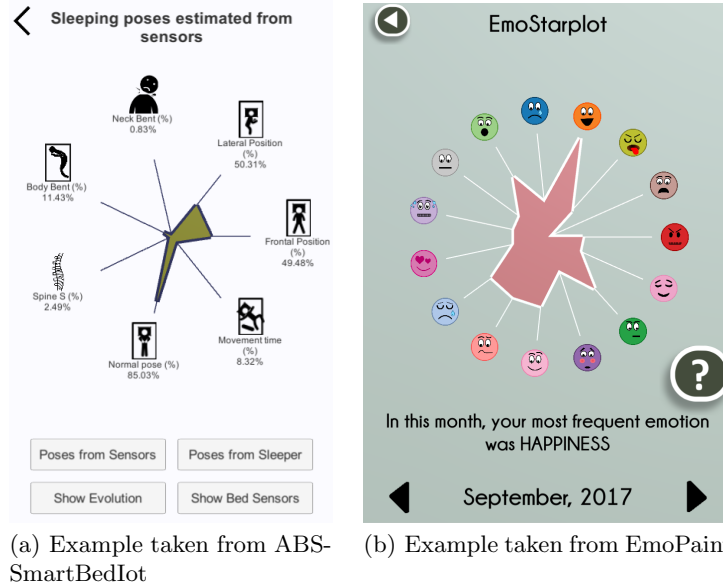 Sleeping poses estimated from
sensors
Neck Bent (%)
0.83%
Lateral Position
(%)
50.31%
Body Bent (%)
11.43%
Frontal Position
(%)
49.48%
Spine S (%)
2.49%
Movement time
(%)
8.32%
Normal pose (%)
85.03%
Poses from Sensors
Poses from Sleeper
Show Evolution
Show Bed Sensors
(a) Example taken from ABS-
SmartBedIot
EmoStarplot
?
In this month, your most frequent emotion
was HAPPINESS
September, 2017
(b) Example taken from EmoPain